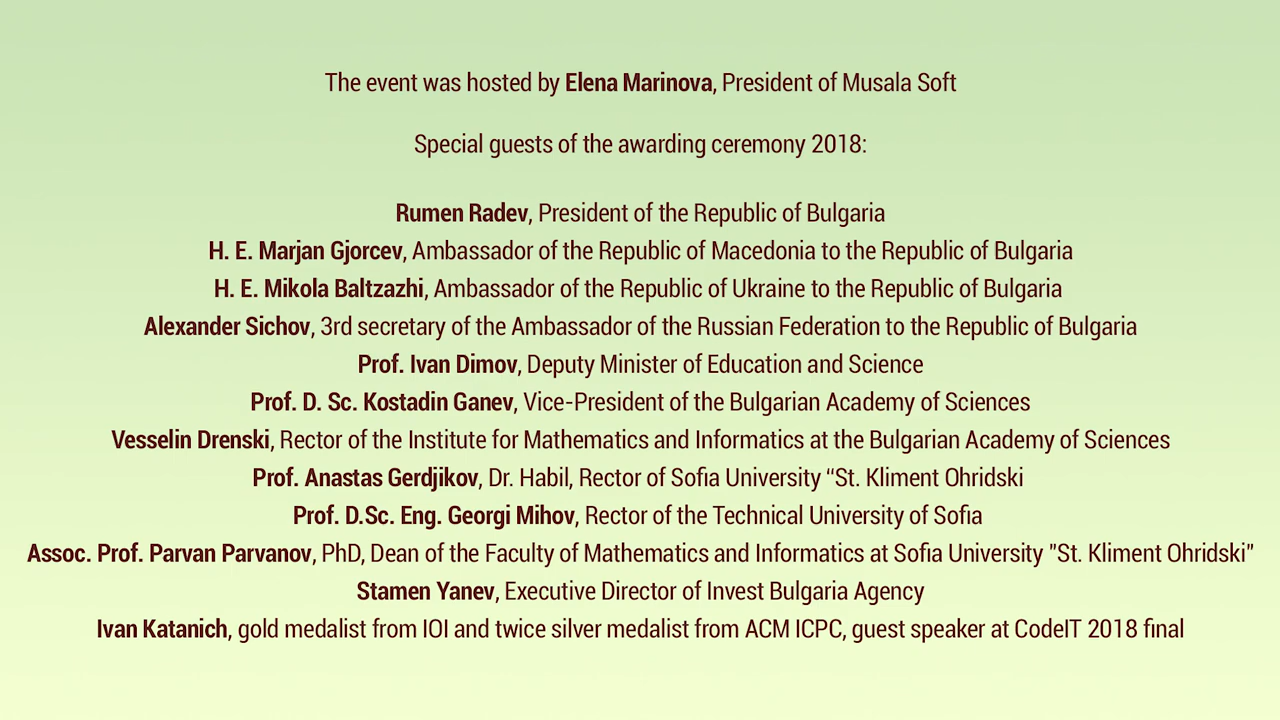 The event was hosted by Elena Marinova, President of Musala Soft
Special guests of the awarding ceremony 2018:
Rumen Radev, President of the Republic of Bulgaria
H. E. Marjan Gjorcev, Ambassador of the Republic of Macedonia to the Republic of Bulgaria
H. E. Mikola Baltzazhi, Ambassador of the Republic of Ukraine to the Republic of Bulgaria
Alexander Sichov, 3rd secretary of the Ambassador of the Russian Federation to the Republic of Bulgaria
Prof. Ivan Dimov, Deputy Minister of Education and Science
Prof. D. Sc. Kostadin Ganev, Vice-President of the Bulgarian Academy of Sciences
Vesselin Drenski, Rector of the Institute for Mathematics and Informatics at the Bulgarian Academy of Sciences
Prof. Anastas Gerdjikov, Dr. Habil, Rector of Sofia University “St. Kliment Ohridski
Prof. D.Sc. Eng. Georgi Mihov, Rector of the Technical University of Sofia
Assoc. Prof. Parvan Parvanov, PhD, Dean of the Faculty of Mathematics and Informatics at Sofia University "St. Kliment Ohridski"
Stamen Yanev, Executive Director of Invest Bulgaria Agency
Ivan Katanich, gold medalist from IOI and twice silver medalist from ACM ICPC, guest speaker at CodeIT 2018 final